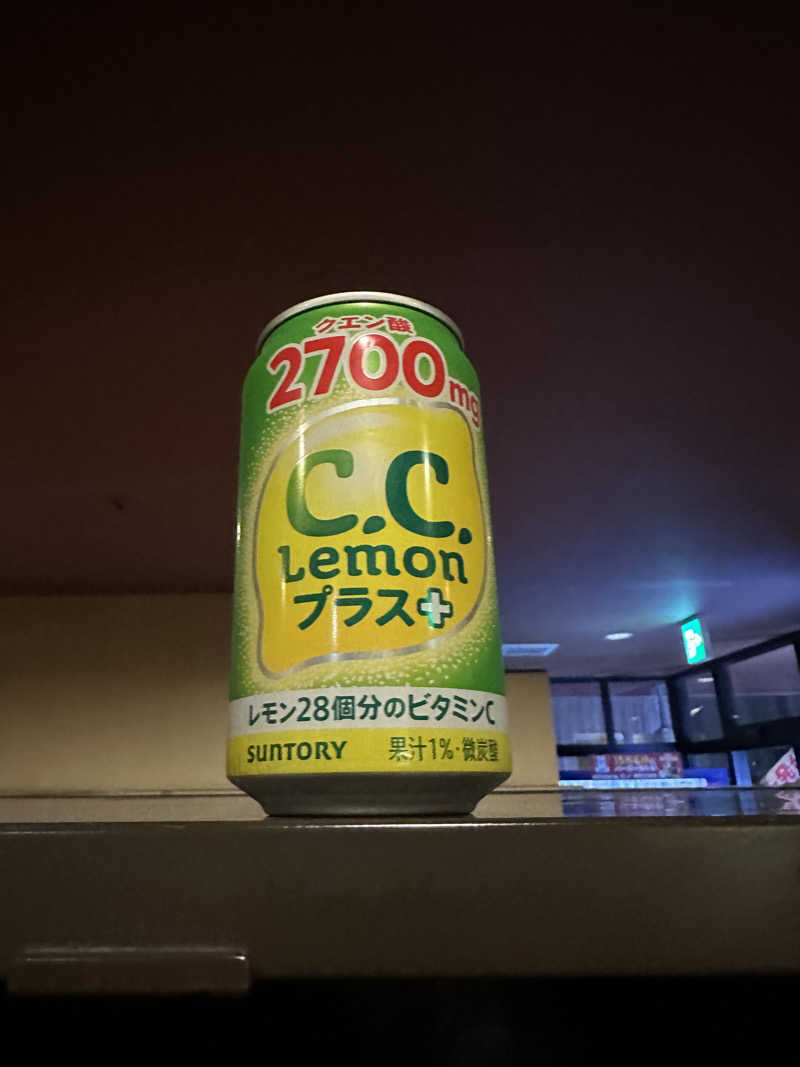 クエン酸
2700mg
C.C.
Lemon
プラス+
レモン28個分のビタミンC
SUNTORY 果汁1%・微炭酸